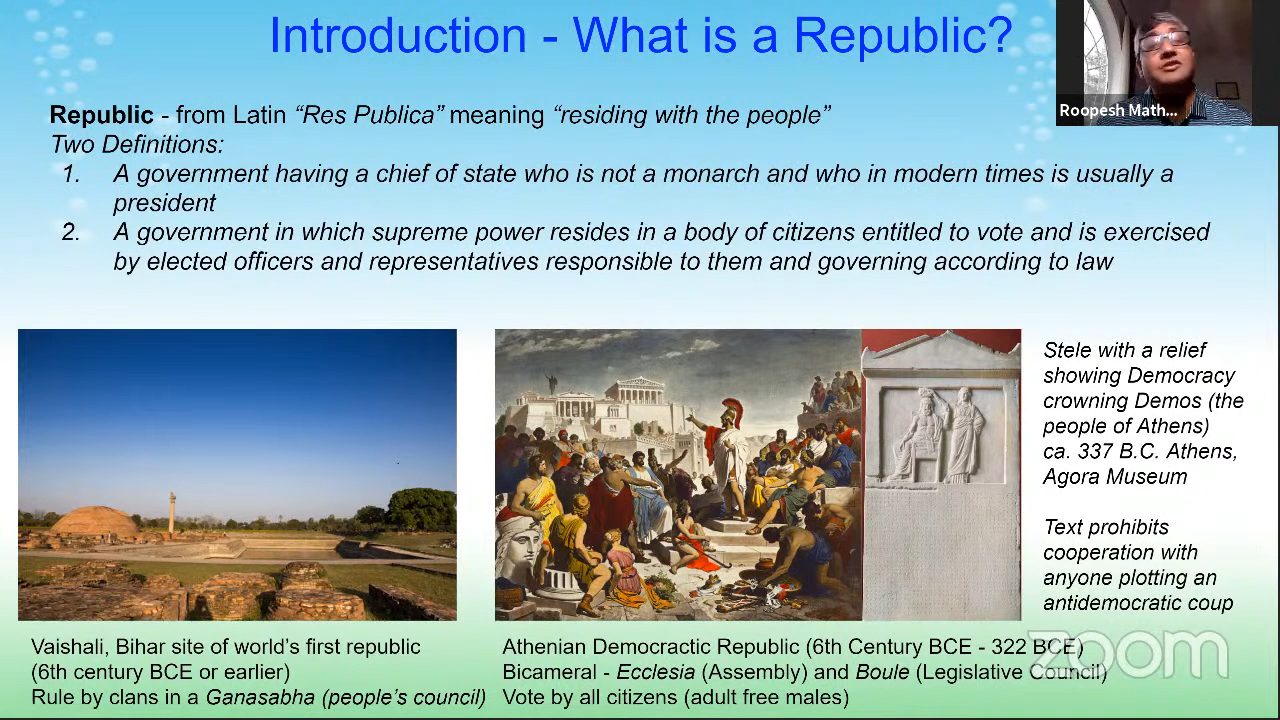 Introduction - What is a Republic?
Roopesh Math...
Republic - from Latin “Res Publica” meaning “residing with the people”
Two Definitions:
1. A government having a chief of state who is not a monarch and who in modern times is usually a
president
2. A government in which supreme power resides in a body of citizens entitled to vote and is exercised
by elected officers and representatives responsible to them and governing according to law
Stele with a relief
showing Democracy
crowning Demos (the
people of Athens)
ca. 337 B.C. Athens,
Agora Museum
Text prohibits
cooperation with
anyone plotting an
antidemocratic coup
Vaishali, Bihar site of world’s first republic
(6th century BCE or earlier)
Rule by clans in a Ganasabha (people’s council)
Athenian Democractic Republic (6th Century BCE - 322 BCE)
Bicameral - Ecclesia (Assembly) and Boule (Legislative Council)
Vote by all citizens (adult free males)
zoom